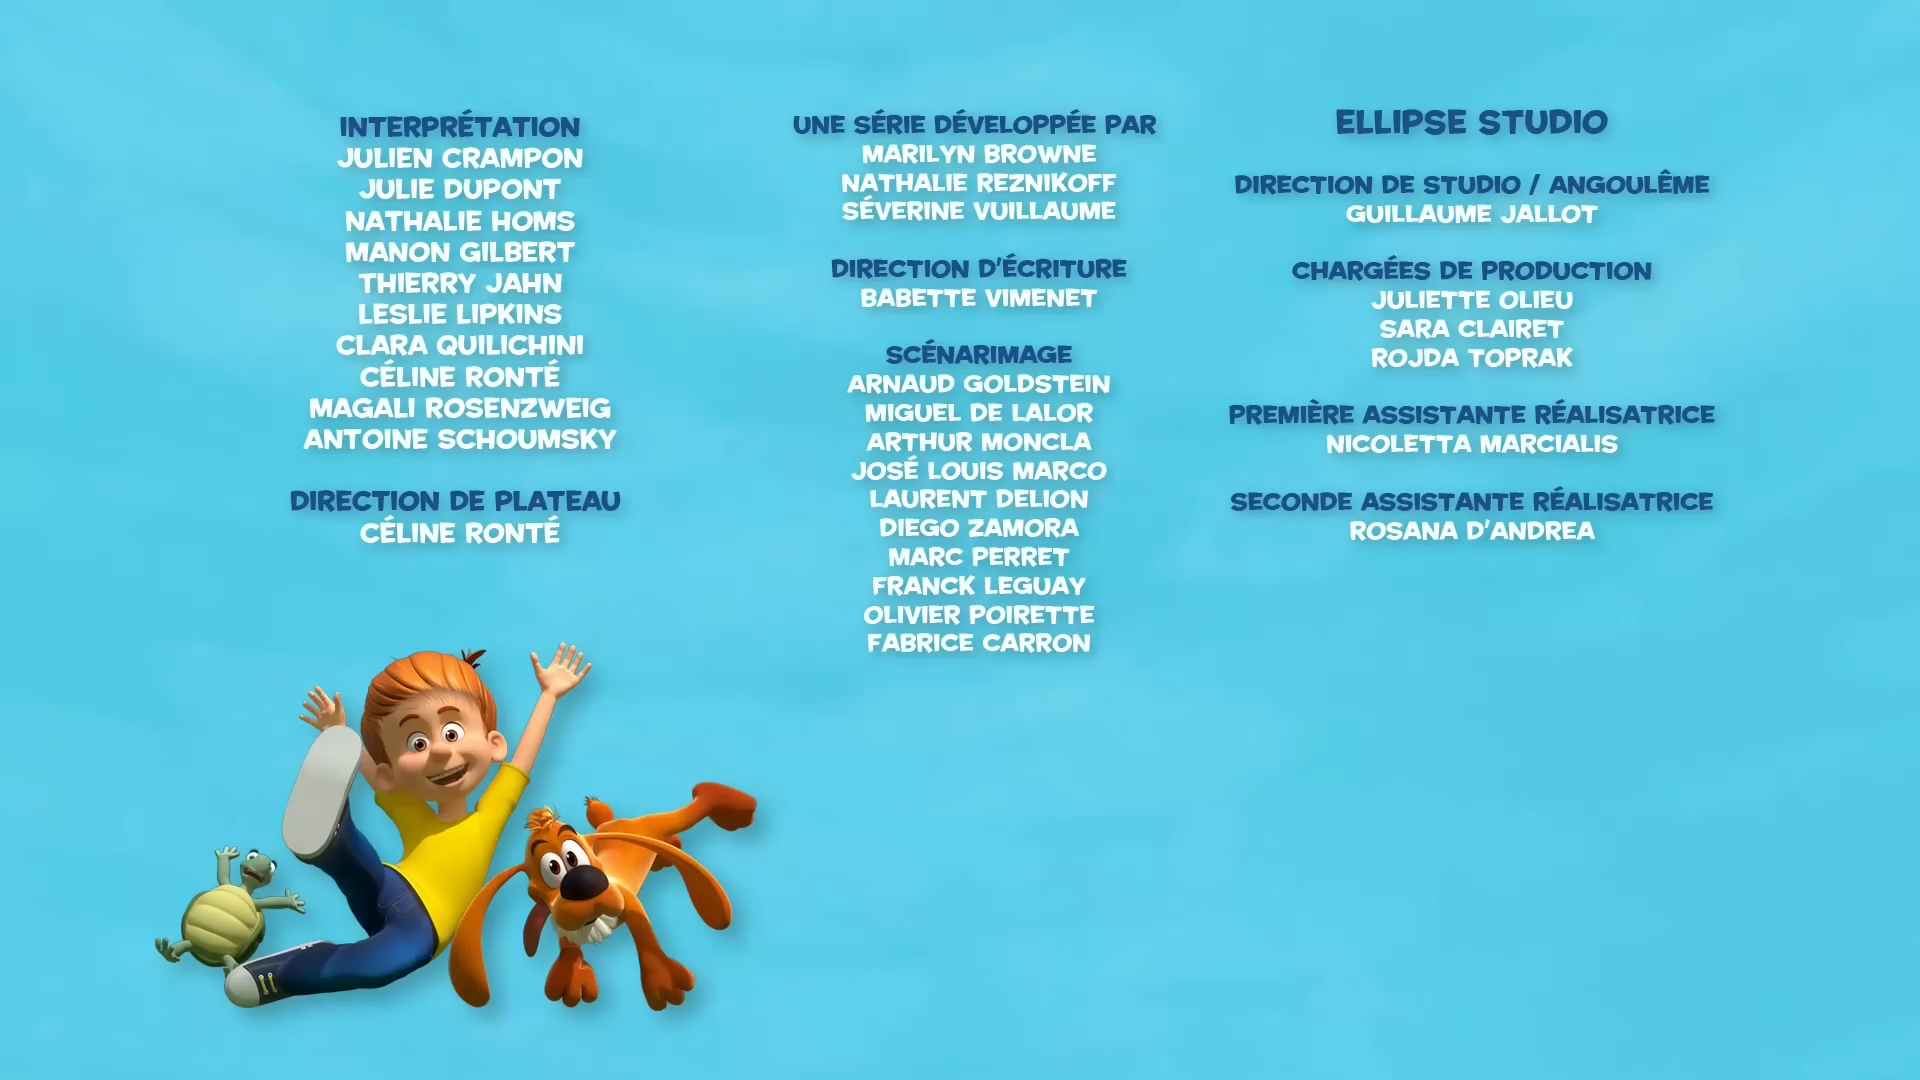 INTERPRÉTATION
JULIEN CRAMPON
JULIE DUPONT
NATHALIE HOMS
MANON GILBERT
THIERRY JAHN
LESLIE LIPKINS
CLARA QUILICHINI
CÉLINE RONTÉ
MAGALI ROSENZWEIG
ANTOINE SCHOUMSKY
DIRECTION DE PLATEAU
CÉLINE RONTÉ
UNE SÉRIE DÉVELOPPÉE PAR
MARILYN BROWNE
NATHALIE REZNIKOFF
SÉVERINE VUILLAUME
DIRECTION D'ÉCRITURE
BABETTE VIMENET
SCÉNARIMAGE
ARNAUD GOLDSTEIN
MIGUEL DE LALOR
ARTHUR MONCLA
JOSÉ LOUIS MARCO
LAURENT DELION
DIEGO ZAMORA
MARC PERRET
FRANCK LEGUAY
OLIVIER POIRETTE
FABRICE CARRON
ELLIPSE STUDIO
DIRECTION DE STUDIO / ANGOULÊME
GUILLAUME JALLOT
CHARGÉES DE PRODUCTION
JULIETTE OLIEU
SARA CLAIRET
ROJDA TOPRAK
PREMIÈRE ASSISTANTE RÉALISATRICE
NICOLETTA MARCIALIS
SECONDE ASSISTANTE RÉALISATRICE
ROSANA D'ANDREA